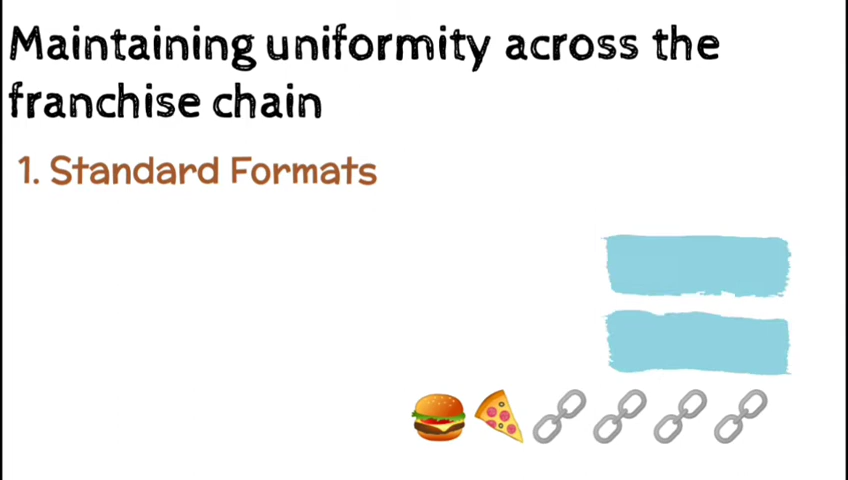 Maintaining uniformity across the
franchise chain
1. Standard Formats